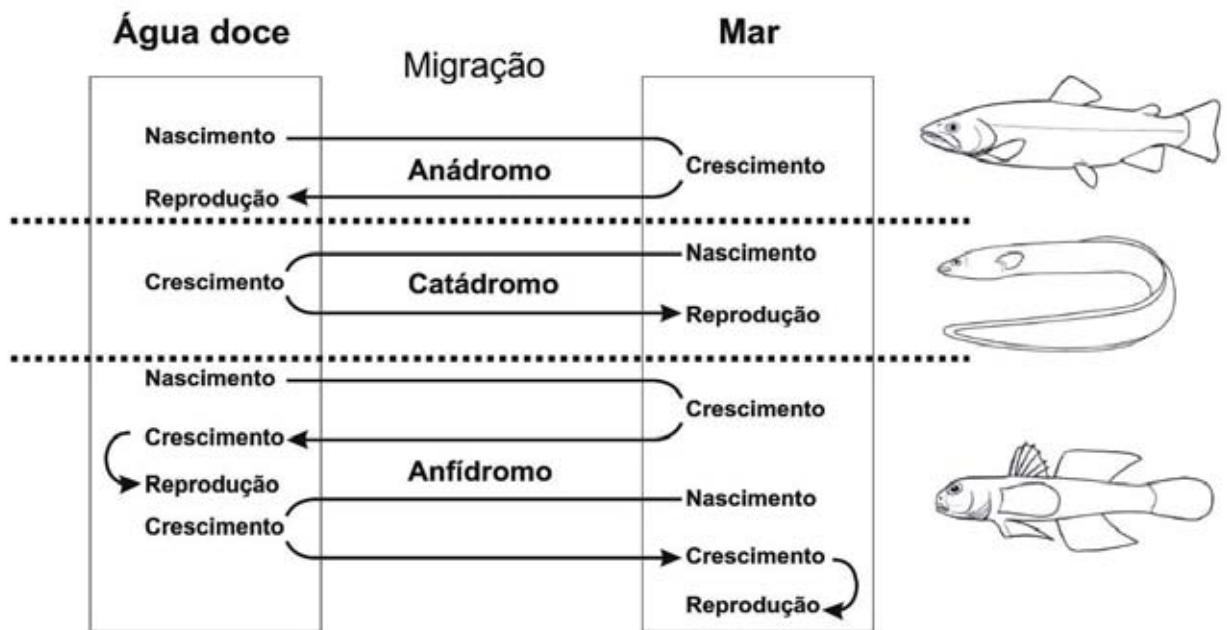 Água doce
Migração
Mar
Nascimento
Anádromo
Crescimento
Reprodução
Crescimento
Catádromo
Nascimento
Reprodução
Nascimento
Crescimento
Crescimento
Reprodução
Anfídromo
Nascimento
Crescimento
Crescimento
Reprodução